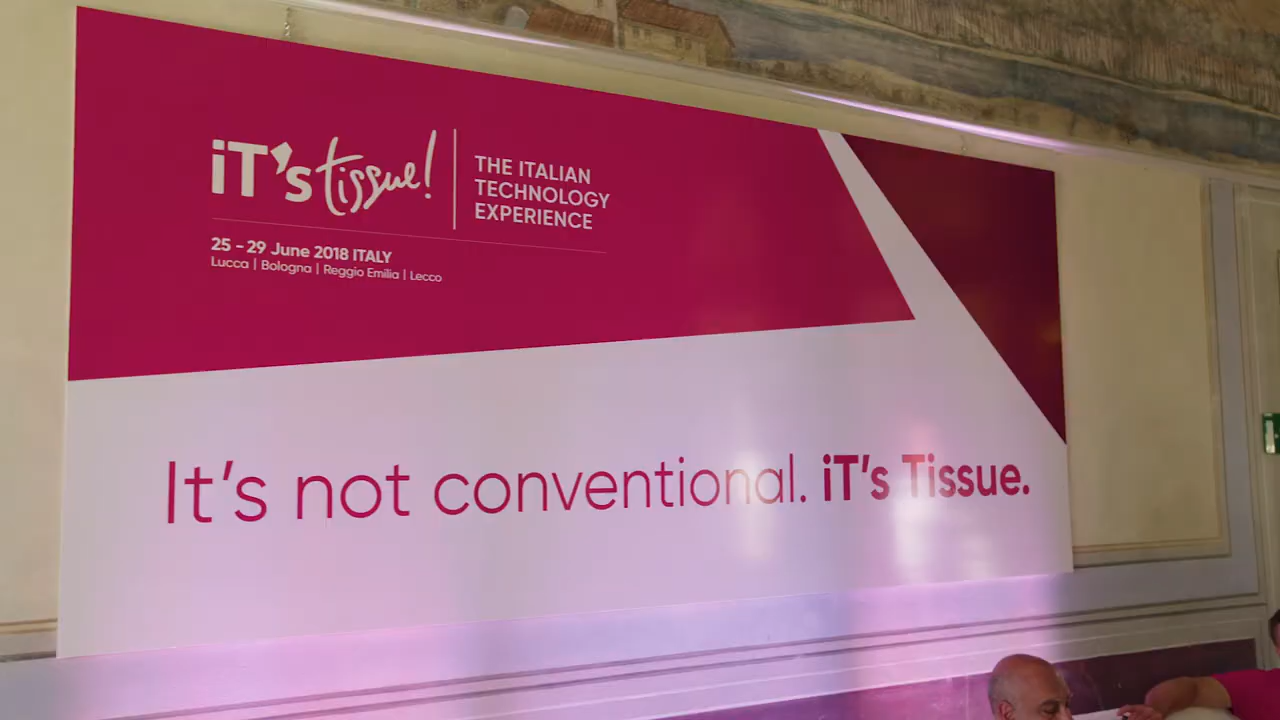 iT's tissue!
THE ITALIAN
TECHNOLOGY
EXPERIENCE
25 - 29 June 2018 ITALY
Lucca | Bologna | Reggio Emilia | Lecco
It's not conventional. iT's Tissue.